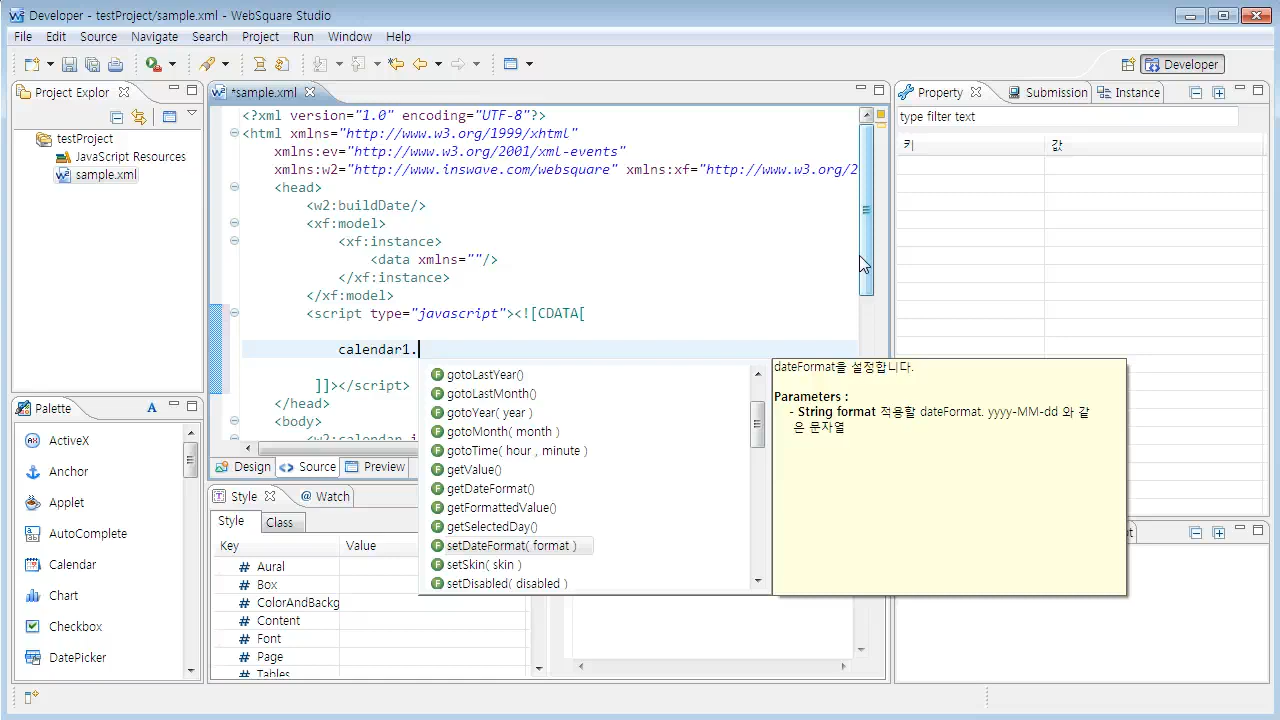 Developer - testProject/sample.xml - WebSquare Studio
File Edit Source Navigate Search Project Run Window Help
Developer
Project Explor
testProject
JavaScript Resources
sample.xml
*sample.xml
<?xml version="1.0" encoding="UTF-8"?>
<html xmlns="http://www.w3.org/1999/xhtml"
xmlns:ev="http://www.w3.org/2001/xml-events"
xmlns:w2="http://www.inswave.com/websquare" xmlns:xf="http://www.w3.org/2
<head>
<w2:buildDate/>
<xf:model>
<xf:instance>
<data xmlns=""/>
</xf:instance>
</xf:model>
<script type="javascript"><![CDATA[
calendar1.
]]></script>
</head>
<body>
<w2:calendar i
gotoLastYear()
gotoLastMonth()
gotoYear( year )
gotoMonth( month )
gotoTime( hour , minute )
getValue()
getDateFormat()
getFormattedValue()
getSelectedDay()
setDateFormat( format )
setSkin( skin )
setDisabled( disabled )
dateFormat을 설정합니다.
Parameters :
- String format 적용할 dateFormat. yyyy-MM-dd 와 같
은 문자열
Design Source Preview
Property Submission Instance
type filter text
키 값
Palette
ActiveX
Anchor
Applet
AutoComplete
Calendar
Chart
Checkbox
DatePicker
Style Watch
Style Class
Key Value
Aural
Box
ColorAndBackg
Content
Font
Page
Tables